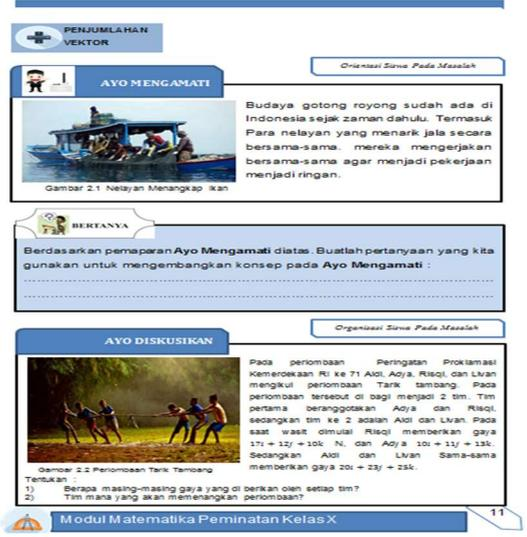 PENJUMLAHAN
VEKTOR
Orientasi Siswa Pada Masalah
AYO MENGAMATI
Budaya gotong royong sudah ada di
Indonesia sejak zaman dahulu. Termasuk
Para nelayan yang menarik jala secara
bersama-sama. mereka mengerjakan
bersama-sama agar menjadi pekerjaan
menjadi ringan.
Gambar 2.1 Nelayan Menangkap Ikan
BERTANYA
Berdasarkan pemaparan Ayo Mengamati diatas. Buatlah pertanyaan yang kita
gunakan untuk mengembangkan konsep pada Ayo Mengamati :
Organisasi Siswa Pada Masalah
AYO DISKUSIKAN
Pada perlombaan Peringatan Proklamasi
Kemerdekaan RI ke 71 Aldi, Adya, Risqi, dan Livan
mengikui perlombaan Tarik tambang. Pada
perlombaan tersebut di bagi menjadi 2 tim. Tim
pertama beranggotakan Adya dan Risqi,
sedangkan tim ke 2 adalah Aldi dan Livan. Pada
saat wasit dimulai Risqi memberikan gaya
17i + 12j + 10k N, dan Adya 10i + 11j + 13k.
Sedangkan Aldi dan Livan Sama-sama
memberikan gaya 20i + 23j + 25k.
Gambar 2.2 Perlombaan Tarik Tambang
Tentukan :
1) Berapa masing-masing gaya yang di berikan oleh setiap tim?
2) Tim mana yang akan memenangkan perlombaan?
Modul Matematika Peminatan Kelas X
11